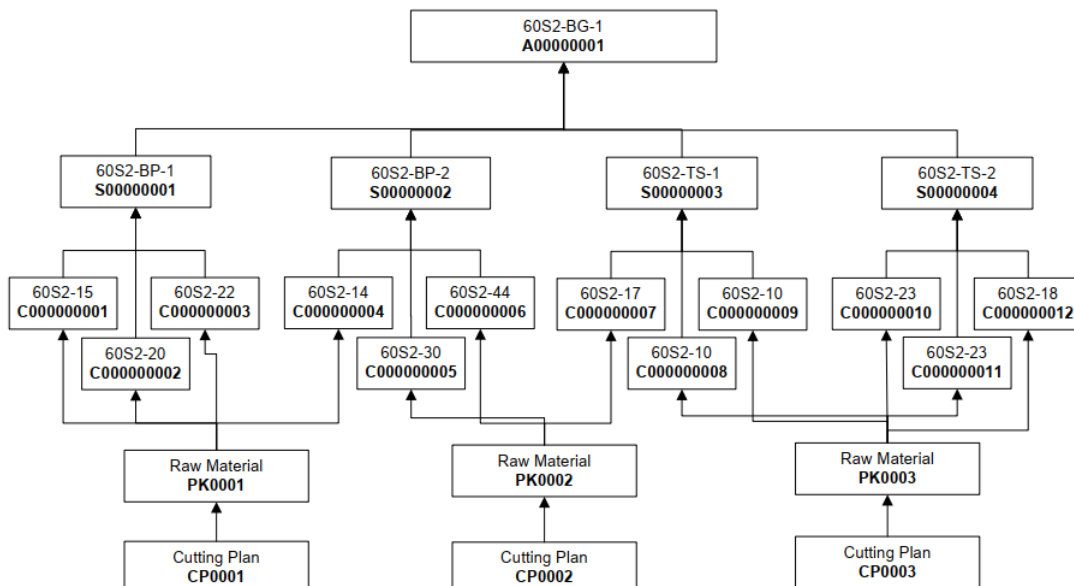 60S2-BG-1
A00000001
60S2-BP-1
S00000001
60S2-BP-2
S00000002
60S2-TS-1
S00000003
60S2-TS-2
S00000004
60S2-15
C000000001
60S2-22
C000000003
60S2-14
C000000004
60S2-44
C000000006
60S2-17
C000000007
60S2-10
C000000009
60S2-23
C000000010
60S2-18
C000000012
60S2-20
C000000002
60S2-30
C000000005
60S2-10
C000000008
60S2-23
C000000011
Raw Material
PK0001
Raw Material
PK0002
Raw Material
PK0003
Cutting Plan
CP0001
Cutting Plan
CP0002
Cutting Plan
CP0003